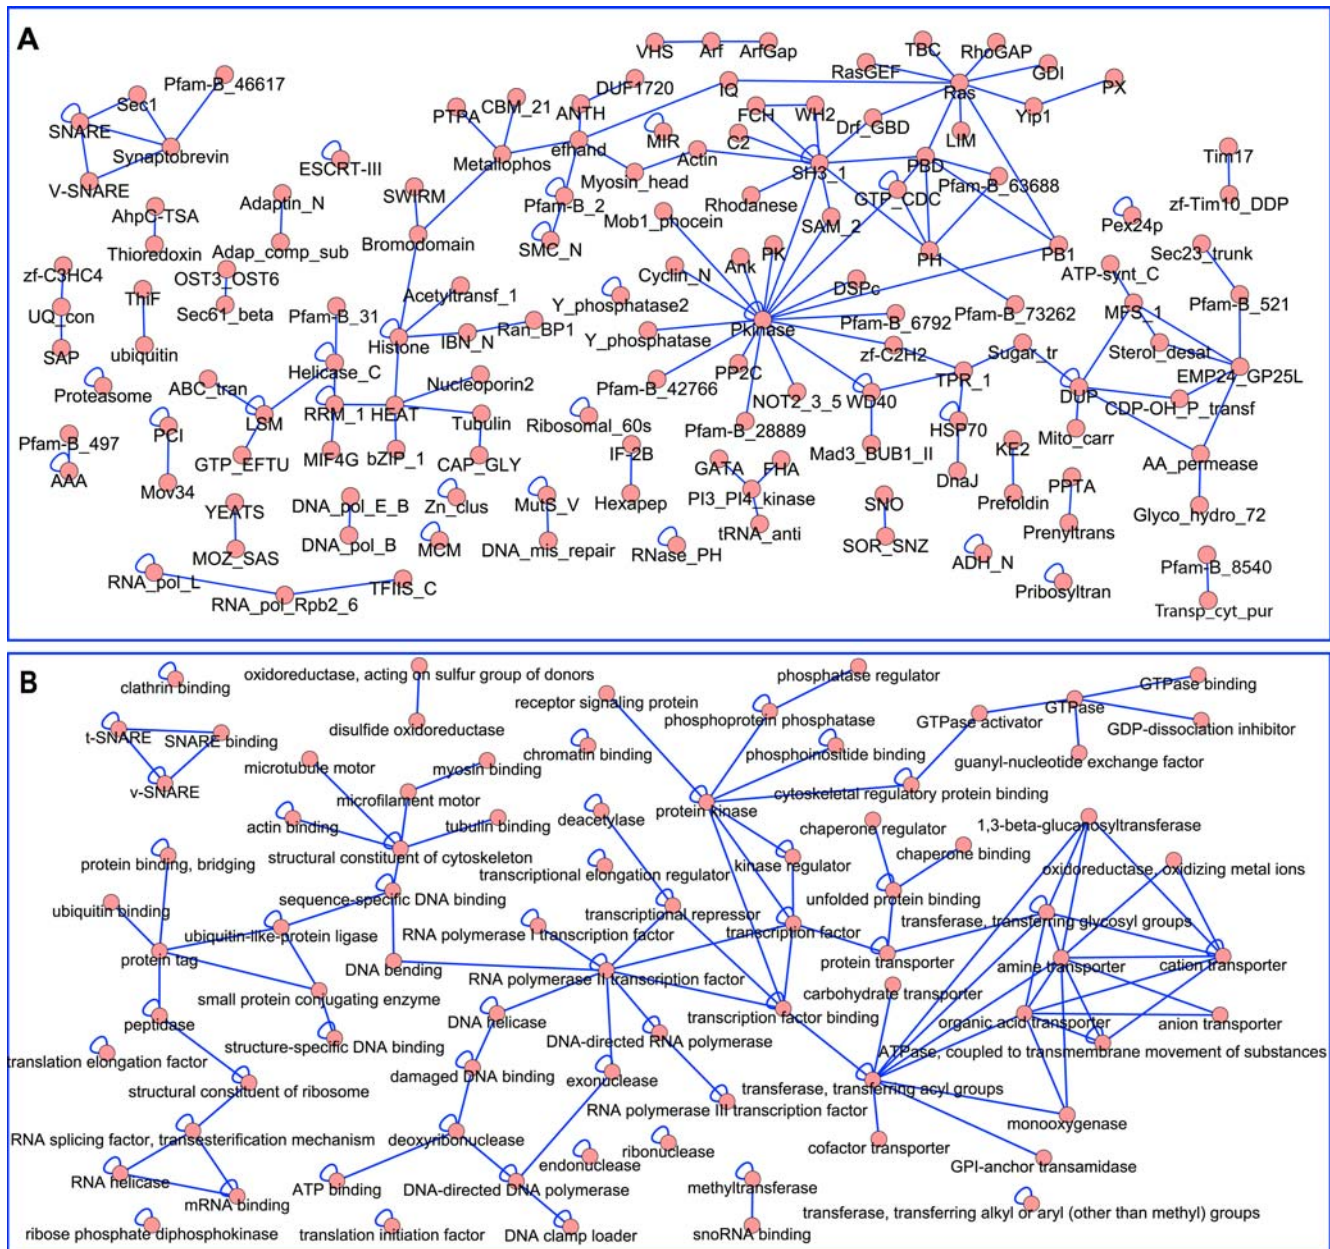 A
VHS Arf ArfGap
TBC RhoGAP
RasGEF GDI
Pfam-B_46617
DUF1720 IQ Ras PX
Sec1
PTPA CBM_21 ANTH FCH WH2 Drf_GBD Yip1
SNARE
Synaptobrevin
Metallophos efhand MIR C2 LIM
Actin
ESCRT-III
V-SNARE
Myosin_head SH3_1 PBD
Tim17
GTP_CDC Pfam-B_63688
SWIRM Pfam-B_2 Rhodanese
zf-Tim10_DDP
AhpC-TSA Adaptin_N
Mob1_phocein SAM_2
Pex24p
Thioredoxin Adap_comp_sub
Bromodomain SMC_N
PH PB1
Sec23_trunk
zf-C3HC4 OST3_OST6
Cyclin_N Ank PK
ATP-synt_C
ThiF
Acetyltransf_1 Y_phosphatase2 DSPc
Pfam-B_521
UQ_con Sec61_beta Pfam-B_31
Pkinase Pfam-B_6792 Pfam-B_73262 MFS_1
Histone IBN_N Ran_BP1 Y_phosphatase
SAP ubiquitin
zf-C2H2 Sugar_tr Sterol_desat
Helicase_C
PP2C TPR_1 EMP24_GP25L
Proteasome ABC_tran Nucleoporin2 Pfam-B_42766
NOT2_3_5 WD40 DUP CDP-OH_P_transf
LSM RRM_1 HEAT Tubulin Ribosomal_60s Pfam-B_28889
HSP70 Mito_carr
Pfam-B_497 PCI
IF-2B Mad3_BUB1_II KE2
GTP_EFTU MIF4G bZIP_1 CAP_GLY
GATA FHA AA_permease
AAA Mov34
DnaJ PPTA
YEATS DNA_pol_E_B Zn_clus MutS_V Hexapep PI3_PI4_kinase SNO Prefoldin Glyco_hydro_72
tRNA_anti Prenyltrans
MOZ_SAS DNA_pol_B MCM DNA_mis_repair RNase_PH SOR_SNZ
ADH_N
Pfam-B_8540
RNA_pol_L TFIIS_C
Pribosyltran
RNA_pol_Rpb2_6
Transp_cyt_pur
B
clathrin binding oxidoreductase, acting on sulfur group of donors phosphatase regulator
GTPase binding
receptor signaling protein
GTPase
phosphoprotein phosphatase GTPase activator
disulfide oxidoreductase GDP-dissociation inhibitor
t-SNARE SNARE binding
chromatin binding phosphoinositide binding
guanyl-nucleotide exchange factor
microtubule motor myosin binding
v-SNARE
cytoskeletal regulatory protein binding
microfilament motor
protein kinase
deacetylase
actin binding tubulin binding chaperone regulator 1,3-beta-glucanosyltransferase
structural constituent of cytoskeleton chaperone binding
protein binding, bridging kinase regulator
oxidoreductase, oxidizing metal ions
transcriptional elongation regulator
sequence-specific DNA binding unfolded protein binding
ubiquitin binding transcriptional repressor transferase, transferring glycosyl groups
ubiquitin-like-protein ligase RNA polymerase I transcription factor transcription factor
protein tag
DNA bending protein transporter amine transporter cation transporter
RNA polymerase II transcription factor
small protein conjugating enzyme carbohydrate transporter
peptidase DNA helicase transcription factor binding organic acid transporter anion transporter
structure-specific DNA binding DNA-directed RNA polymerase
translation elongation factor ATPase, coupled to transmembrane movement of substances
damaged DNA binding exonuclease
structural constituent of ribosome transferase, transferring acyl groups
RNA polymerase III transcription factor
monooxygenase
RNA splicing factor, transesterification mechanism deoxyribonuclease
ribonuclease cofactor transporter
endonuclease GPI-anchor transamidase
RNA helicase ATP binding DNA-directed DNA polymerase methyltransferase
mRNA binding
transferase, transferring alkyl or aryl (other than methyl) groups
ribose phosphate diphosphokinase translation initiation factor DNA clamp loader snoRNA binding